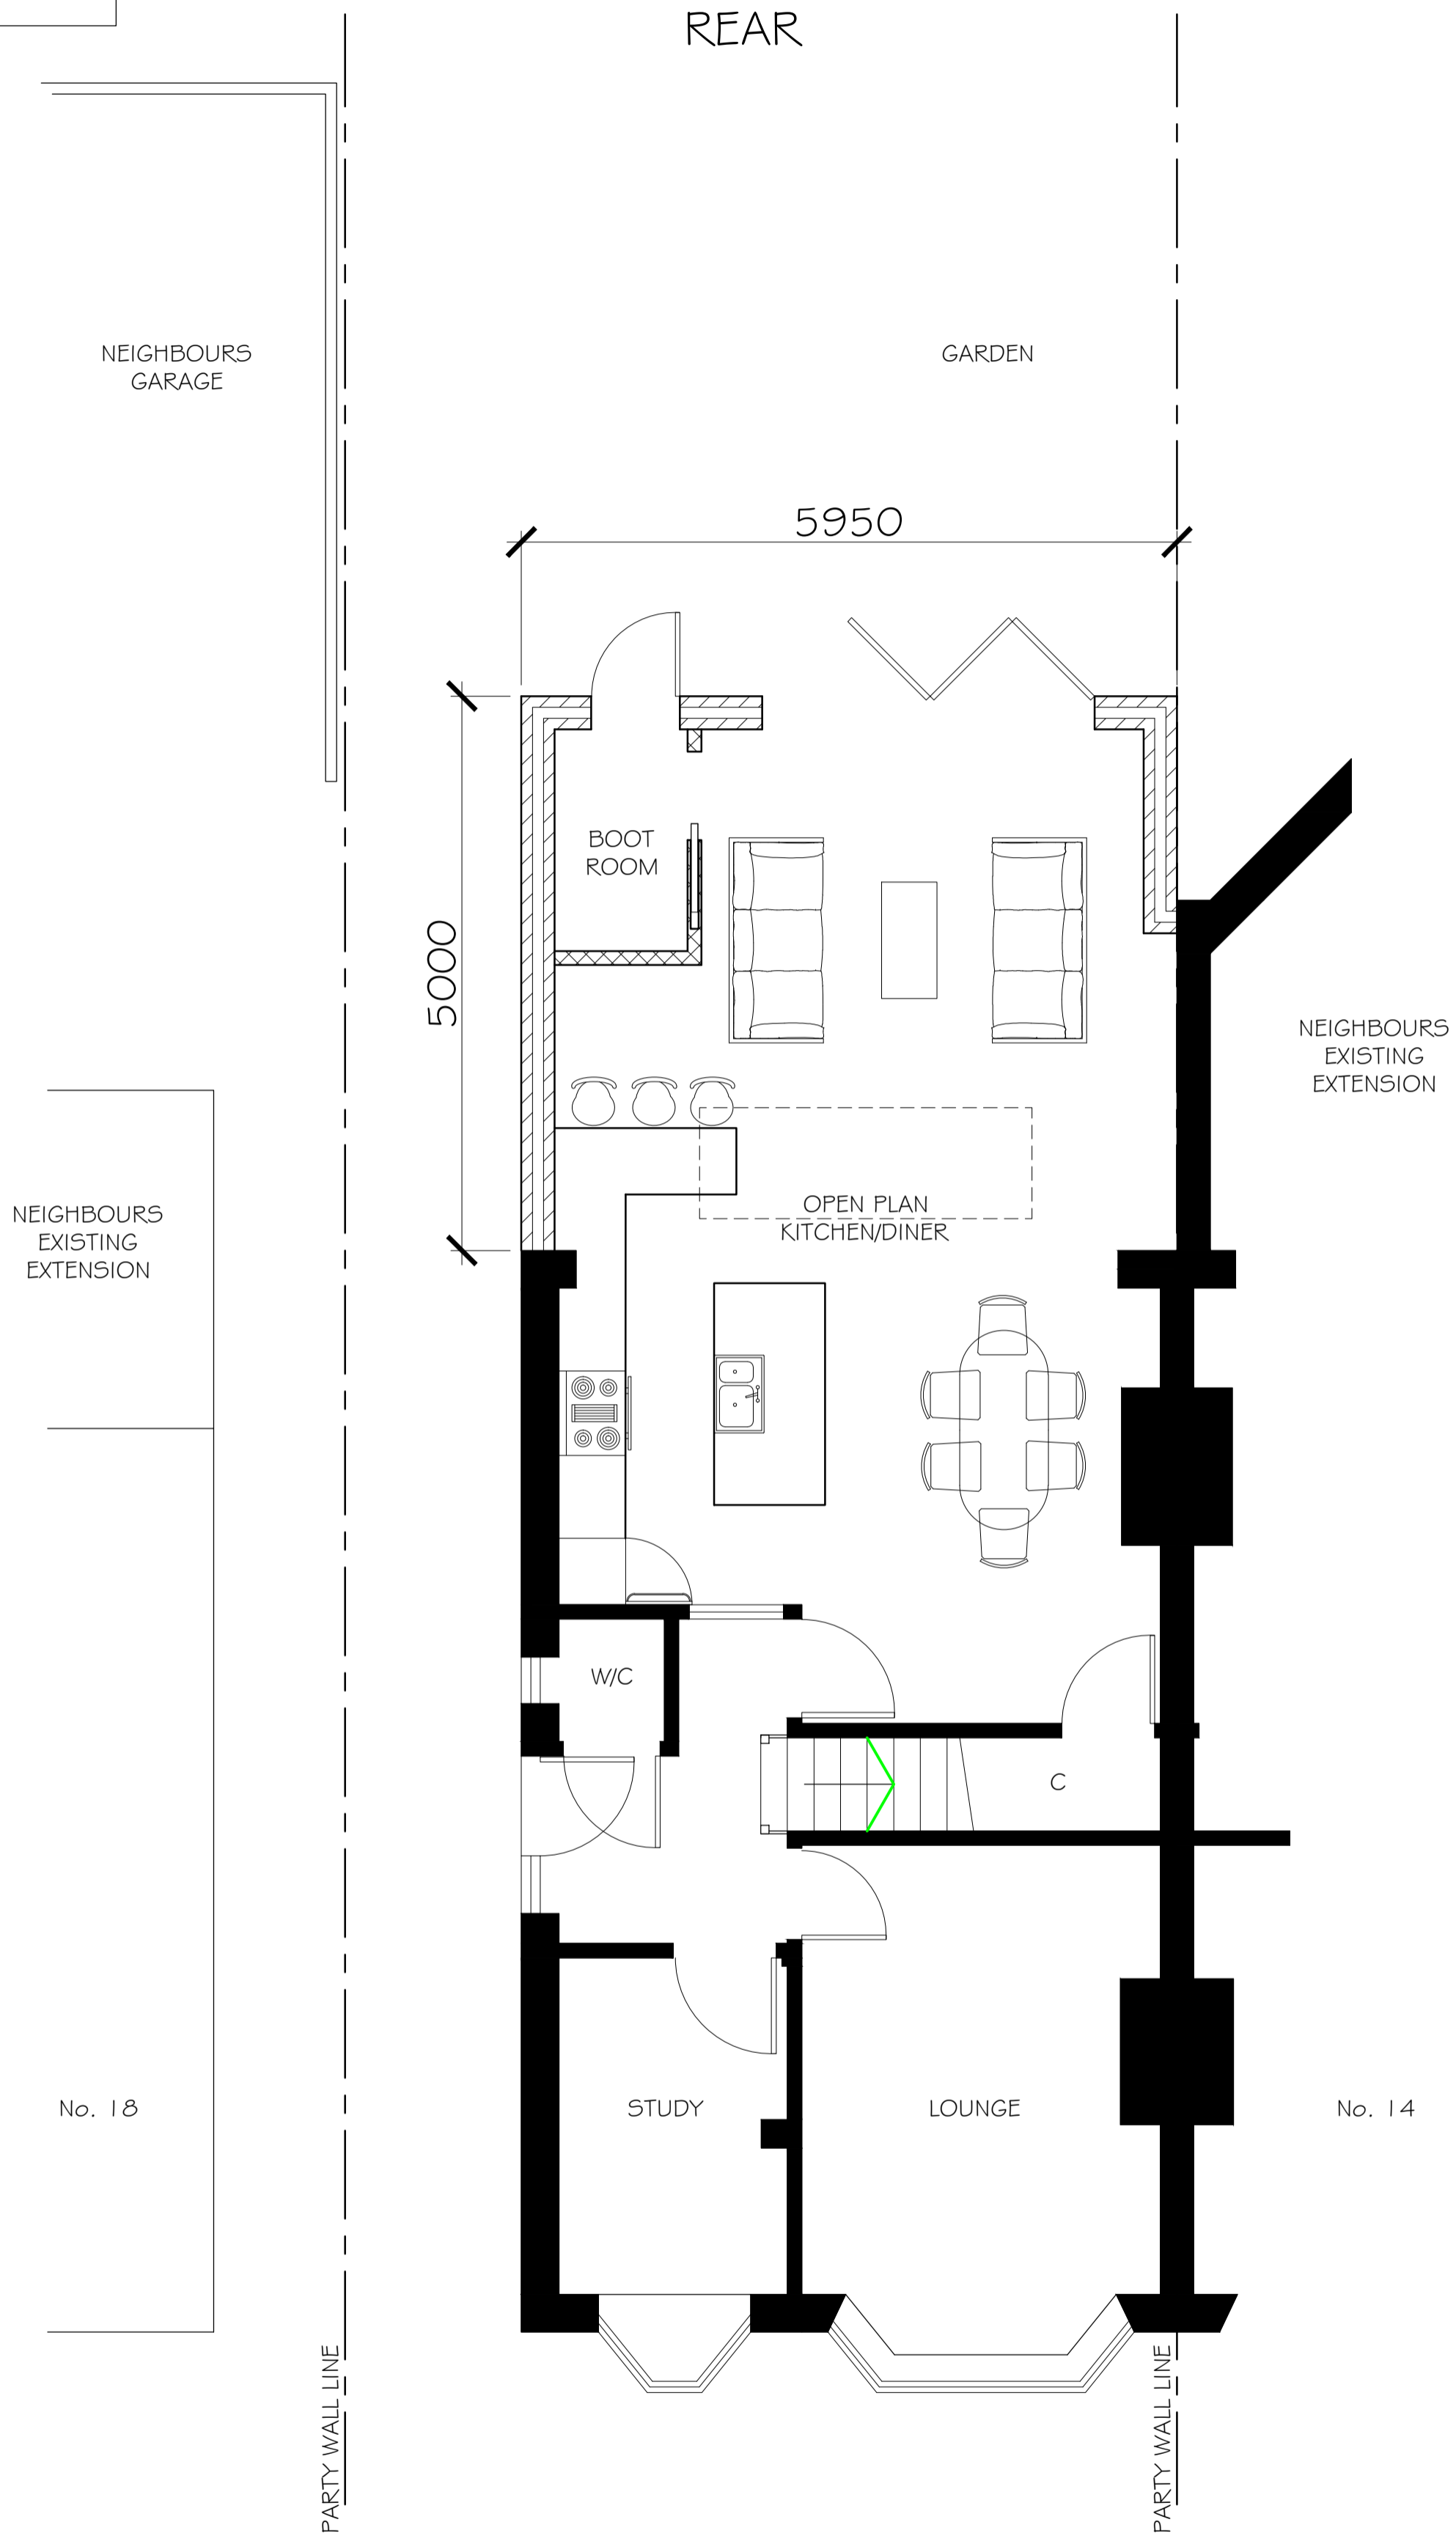 REAR
NEIGHBOURS
GARAGE
GARDEN
5950
BOOT
ROOM
5000
NEIGHBOURS
EXISTING
EXTENSION
NEIGHBOURS
EXISTING
EXTENSION
OPEN PLAN
KITCHEN/DINER
W/C
C
No. 18
STUDY
LOUNGE
No. 14
PARTY WALL LINE
PARTY WALL LINE